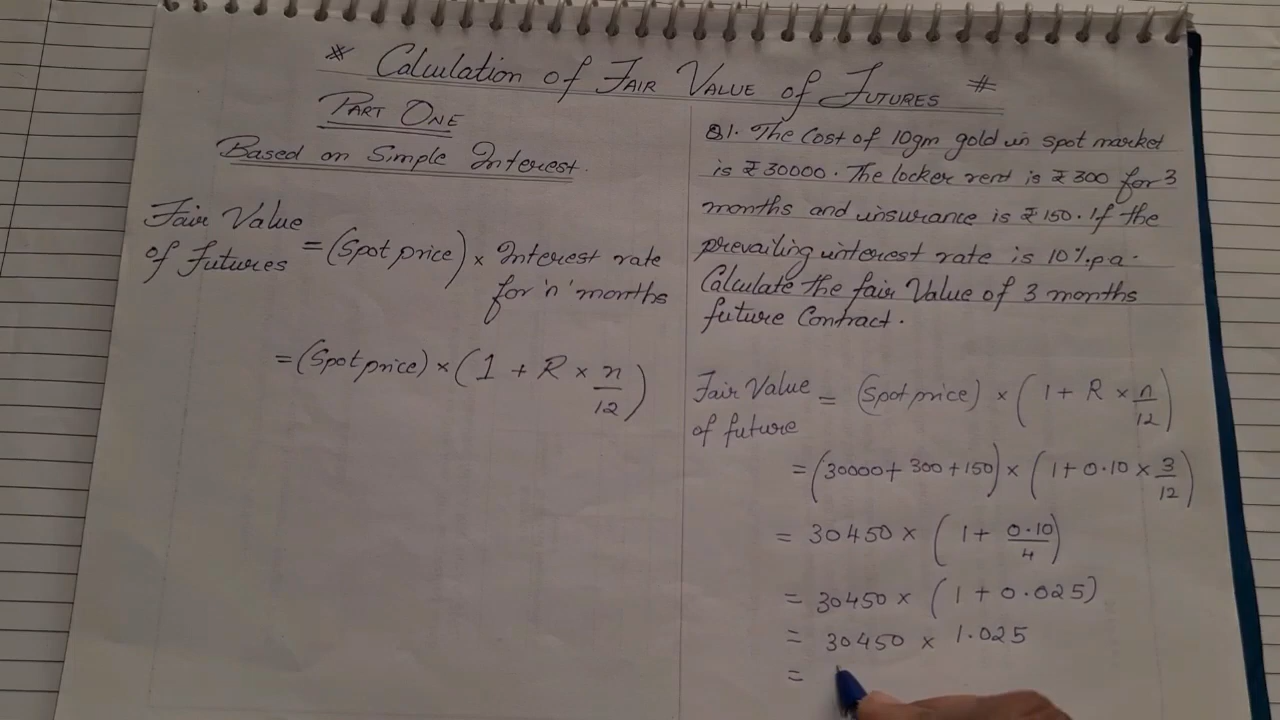 * Calculation of FAIR VALUE of FUTURES #
PART ONE
Based on Simple Interest.
Fair Value
of Futures = (Spot price) × Interest rate
for 'n' months
= (Spot price) × (1 + R × n/12)
Q1. The Cost of 10gm gold in spot market
is ₹30000. The locker rent is ₹300 for 3
months and insurance is ₹150. If the
prevailing interest rate is 10% p.a.
Calculate the fair Value of 3 months
future Contract.
Fair Value
of future = (Spot price) × (1 + R × n/12)
= (30000 + 300 + 150) × (1 + 0.10 × 3/12)
= 30450 × (1 + 0.10/4)
= 30450 × (1 + 0.025)
= 30450 × 1.025
=